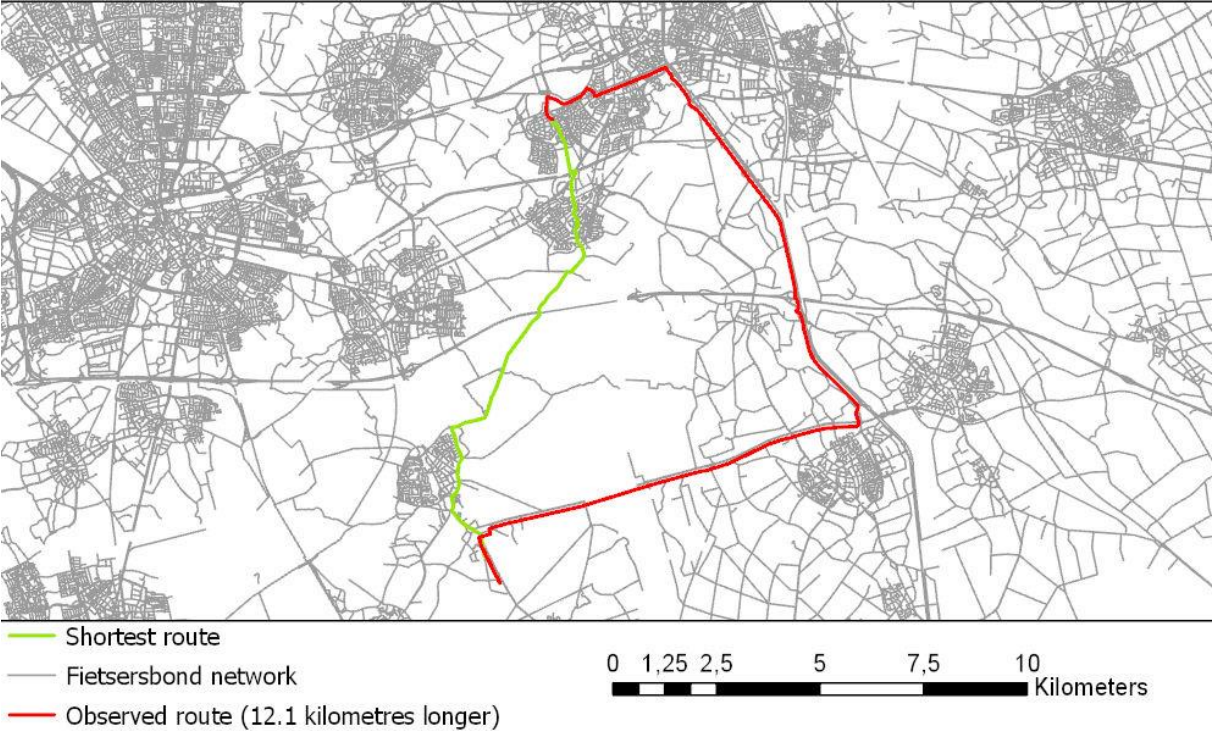 Shortest route
Fietsersbond network
Observed route (12.1 kilometres longer)
0 1,25 2,5 5 7,5 10
Kilometers